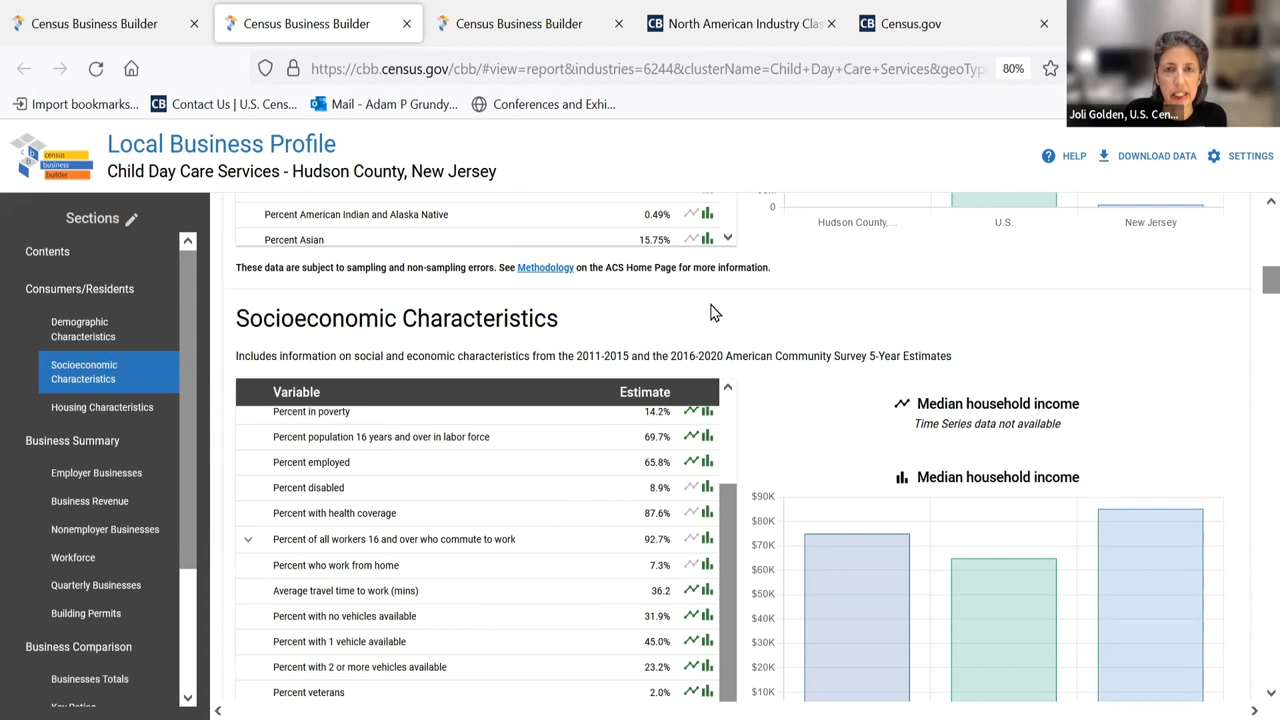 Census Business Builder
Census Business Builder
Census Business Builder
CB North American Industry Clas
CB Census.gov
https://cbb.census.gov/cbb/#view=report&industries=6244&clusterName=Child+Day+Care+Services&geoType
80%
Import bookmarks...
CB Contact Us | U.S. Cens...
Mail - Adam P Grundy,...
Conferences and Exhi...
Joli Golden, U.S. Cen...
census
business
builder
Local Business Profile
Child Day Care Services - Hudson County, New Jersey
HELP
DOWNLOAD DATA
SETTINGS
Sections
Contents
Consumers/Residents
Demographic
Characteristics
Socioeconomic
Characteristics
Housing Characteristics
Business Summary
Employer Businesses
Business Revenue
Nonemployer Businesses
Workforce
Quarterly Businesses
Building Permits
Business Comparison
Businesses Totals
Key Ratios
Percent American Indian and Alaska Native 0.49%
Percent Asian 15.75%
0
Hudson County, ...
U.S.
New Jersey
These data are subject to sampling and non-sampling errors. See Methodology on the ACS Home Page for more information.
Socioeconomic Characteristics
Includes information on social and economic characteristics from the 2011-2015 and the 2016-2020 American Community Survey 5-Year Estimates
Variable Estimate
Percent in poverty 14.2%
Percent population 16 years and over in labor force 69.7%
Percent employed 65.8%
Percent disabled 8.9%
Percent with health coverage 87.6%
Percent of all workers 16 and over who commute to work 92.7%
Percent who work from home 7.3%
Average travel time to work (mins) 36.2
Percent with no vehicles available 31.9%
Percent with 1 vehicle available 45.0%
Percent with 2 or more vehicles available 23.2%
Percent veterans 2.0%
Median household income
Time Series data not available
Median household income
$90K
$80K
$70K
$60K
$50K
$40K
$30K
$20K
$10K